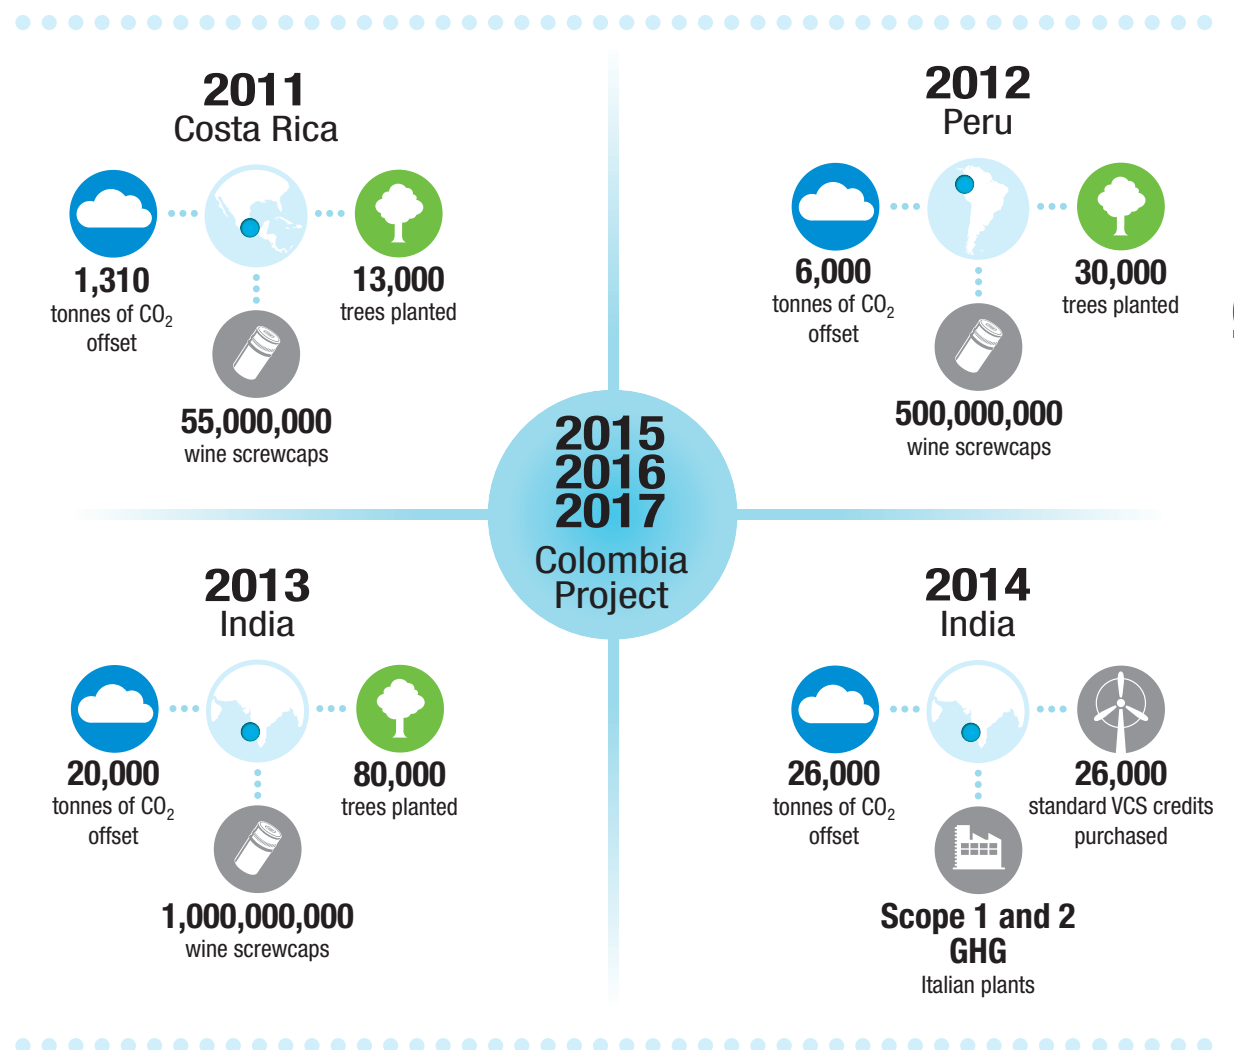 2011
Costa Rica
1,310
tonnes of CO2
offset
13,000
trees planted
55,000,000
wine screwcaps
2012
Peru
6,000
tonnes of CO2
offset
30,000
trees planted
500,000,000
wine screwcaps
2015
2016
2017
Colombia
Project
2013
India
20,000
tonnes of CO2
offset
80,000
trees planted
1,000,000,000
wine screwcaps
2014
India
26,000
tonnes of CO2
offset
26,000
standard VCS credits
purchased
Scope 1 and 2
GHG
Italian plants